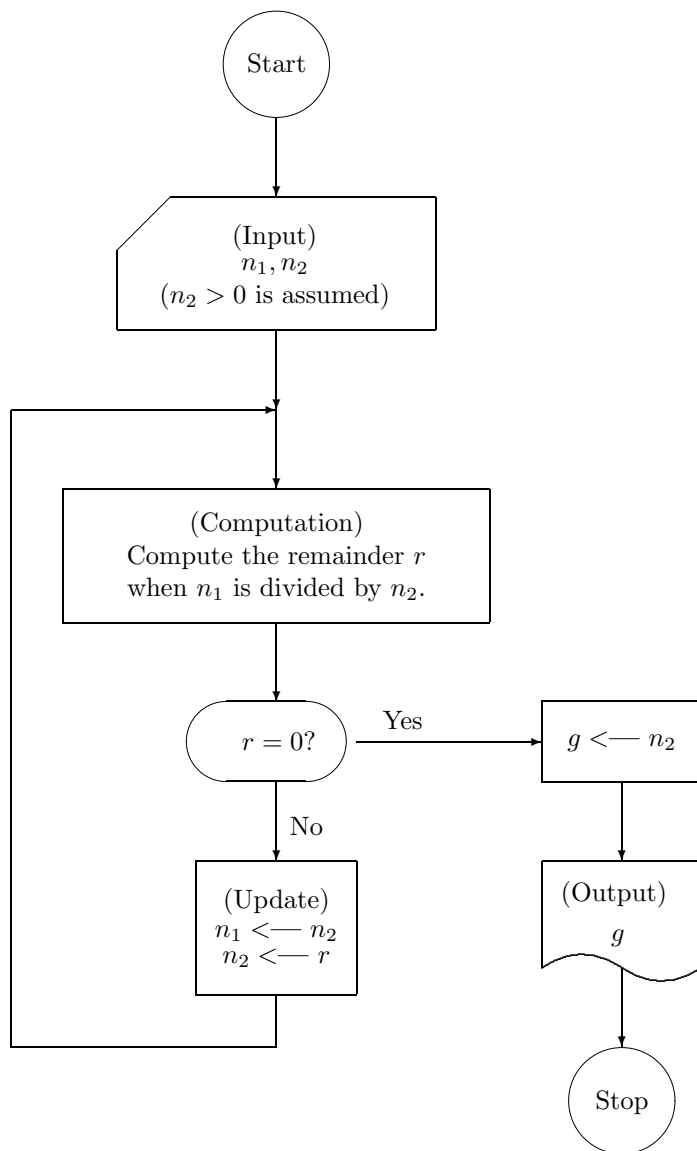 Start
(Input)
n₁, n₂
(n₂ > 0 is assumed)
(Computation)
Compute the remainder r
when n₁ is divided by n₂.
r = 0?
Yes
g <— n₂
No
(Update)
n₁ <— n₂
n₂ <— r
(Output)
g
Stop